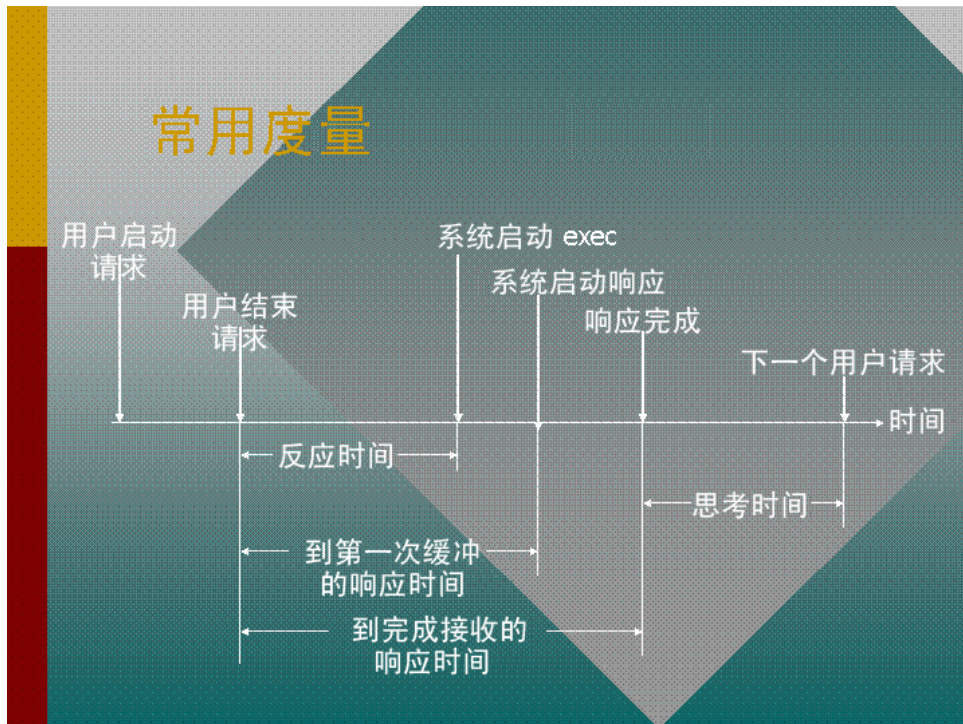 常用度量
用户启动
请求
系统启动 exec
系统启动响应
用户结束
请求
响应完成
下一个用户请求
时间
反应时间
思考时间
到第一次缓冲
的响应时间
到完成接收的
响应时间